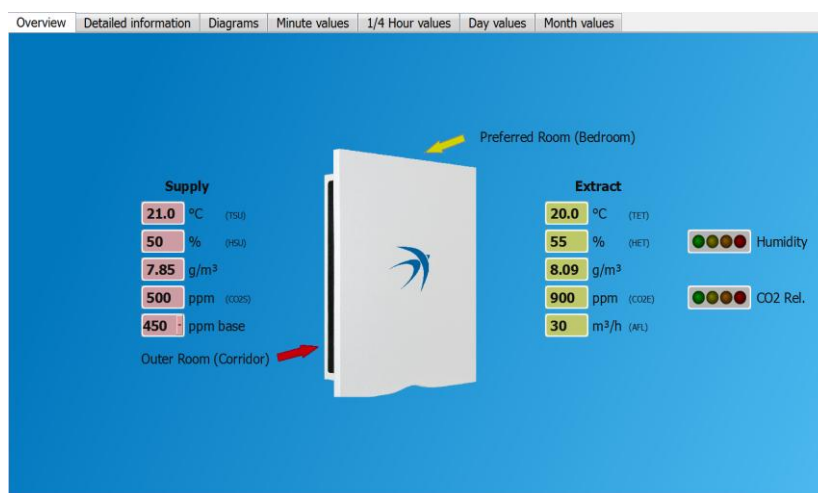 Overview Detailed information Diagrams Minute values 1/4 Hour values Day values Month values
Preferred Room (Bedroom)
Supply
21.0 °C (TSU)
50 % (HSU)
7.85 g/m³
500 ppm (CO2S)
450 ppm base
Outer Room (Corridor)
Extract
20.0 °C (TET)
55 % (HET) Humidity
8.09 g/m³
900 ppm (CO2E) CO2 Rel.
30 m³/h (AFL)